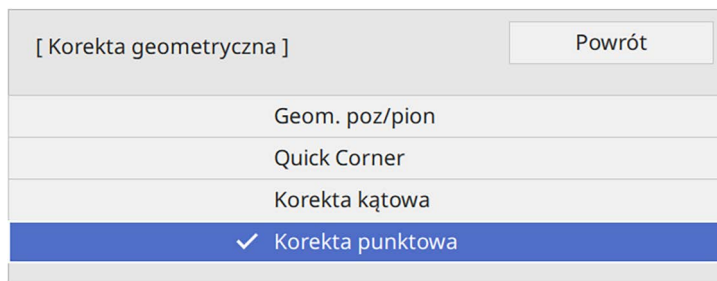 [ Korekta geometryczna ]
Powrót
Geom. poz/pion
Quick Corner
Korekta kątowa
Korekta punktowa